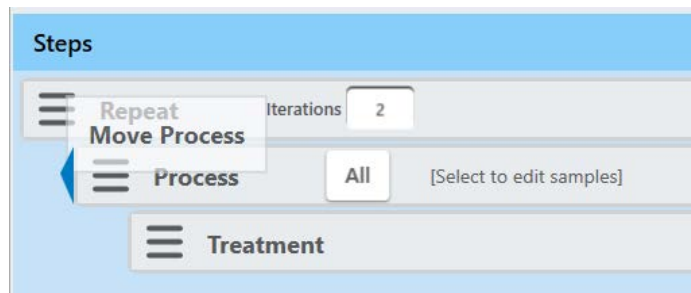 Steps
Repeat Iterations 2
Move Process
Process All [Select to edit samples]
Treatment